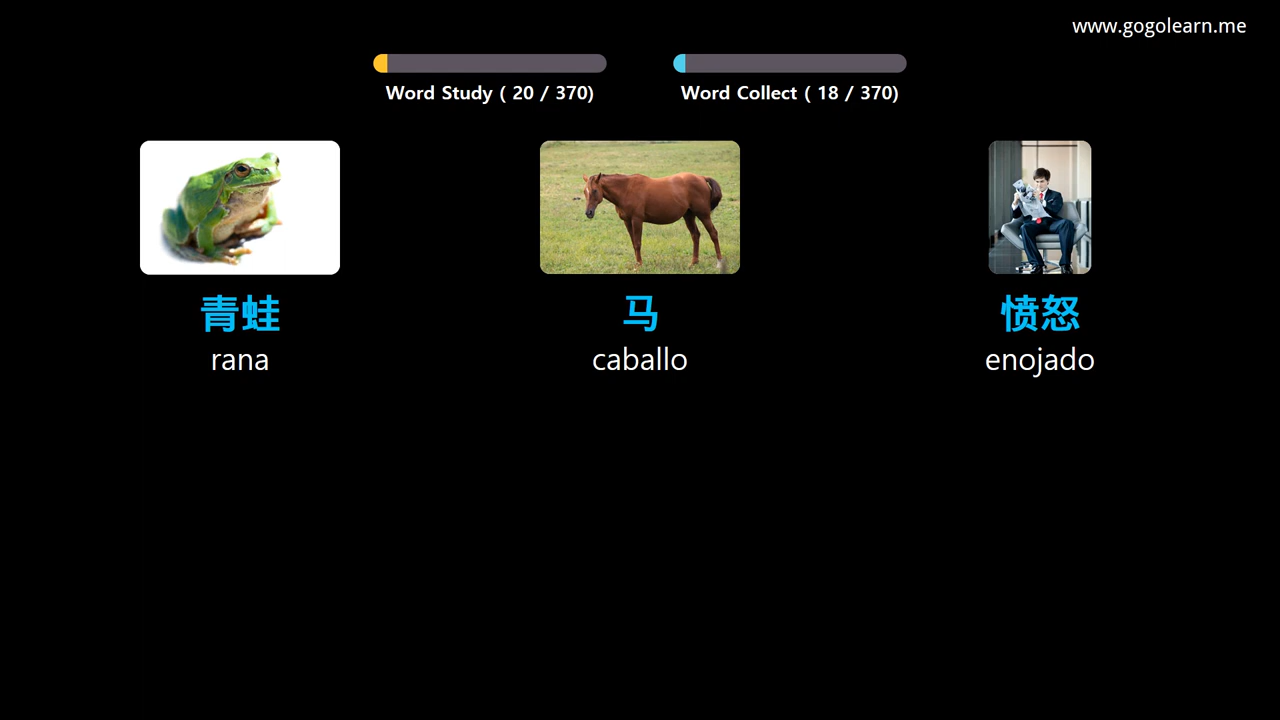 www.gogolearn.me
Word Study ( 20 / 370)
Word Collect ( 18 / 370)
青蛙
rana
马
caballo
愤怒
enojado